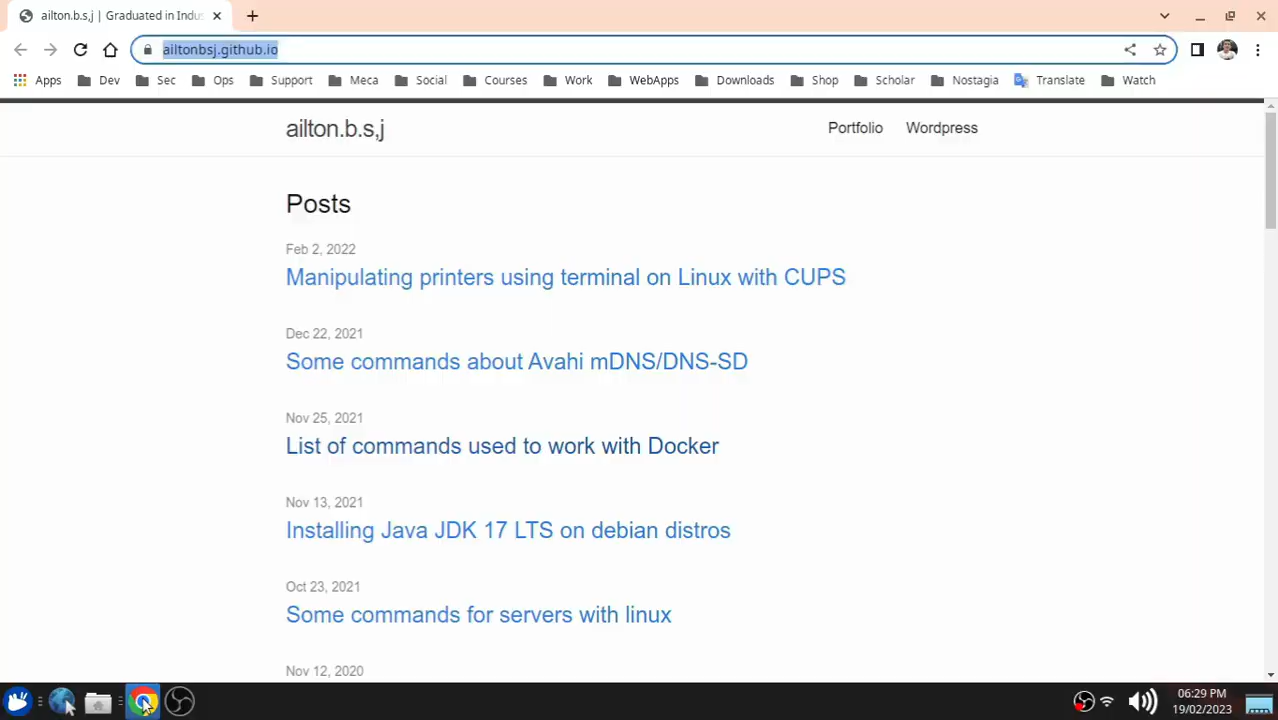 ailton.b.s,j | Graduated in Indus
ailtonbsj.github.io
Apps Dev Sec Ops Support Meca Social Courses Work WebApps Downloads Shop Scholar Nostagia Translate Watch
ailton.b.s,j Portfolio Wordpress
Posts
Feb 2, 2022
Manipulating printers using terminal on Linux with CUPS
Dec 22, 2021
Some commands about Avahi mDNS/DNS-SD
Nov 25, 2021
List of commands used to work with Docker
Nov 13, 2021
Installing Java JDK 17 LTS on debian distros
Oct 23, 2021
Some commands for servers with linux
Nov 12, 2020
06:29 PM
19/02/2023